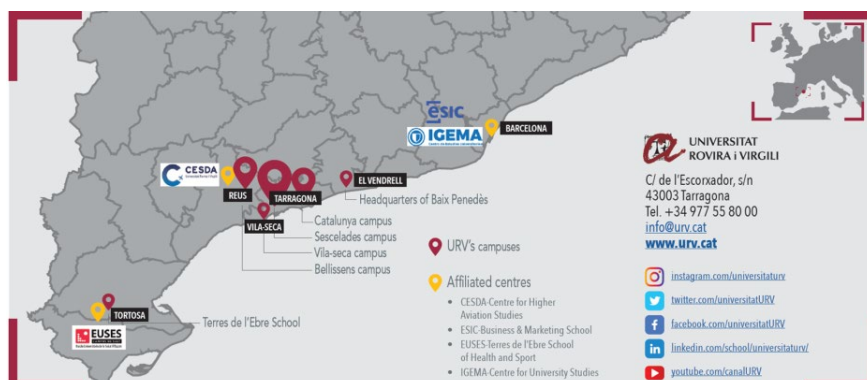 esic
IGEMA
BARCELONA
CESDA
REUS
TARRAGONA
EL VENDRELL
VILA-SECA
Headquarters of Baix Penedès
Catalunya campus
Sescelades campus
Vila-seca campus
Bellissens campus
TORTOSA
EUSES
Terres de l'Ebre School
URV's campuses
Affiliated centres
• CESDA-Centre for Higher
Aviation Studies
• ESIC-Business & Marketing School
• EUSES-Terres de l'Ebre School
of Health and Sport
• IGEMA-Centre for University Studies
UNIVERSITAT
ROVIRA i VIRGILI
C/ de l'Escorxador, s/n
43003 Tarragona
Tel. +34 977 55 80 00
info@urv.cat
www.urv.cat
instagram.com/universitaturv
twitter.com/universitatURV
facebook.com/universitatURV
linkedin.com/school/universitaturv/
youtube.com/canalURV